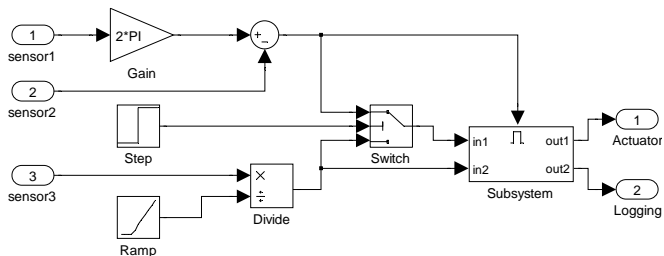 1
sensor1
2*PI
Gain
+
−
2
sensor2
Step
Switch
in1
in2
out1
out2
Subsystem
1
Actuator
2
Logging
3
sensor3
×
÷
Divide
Ramp